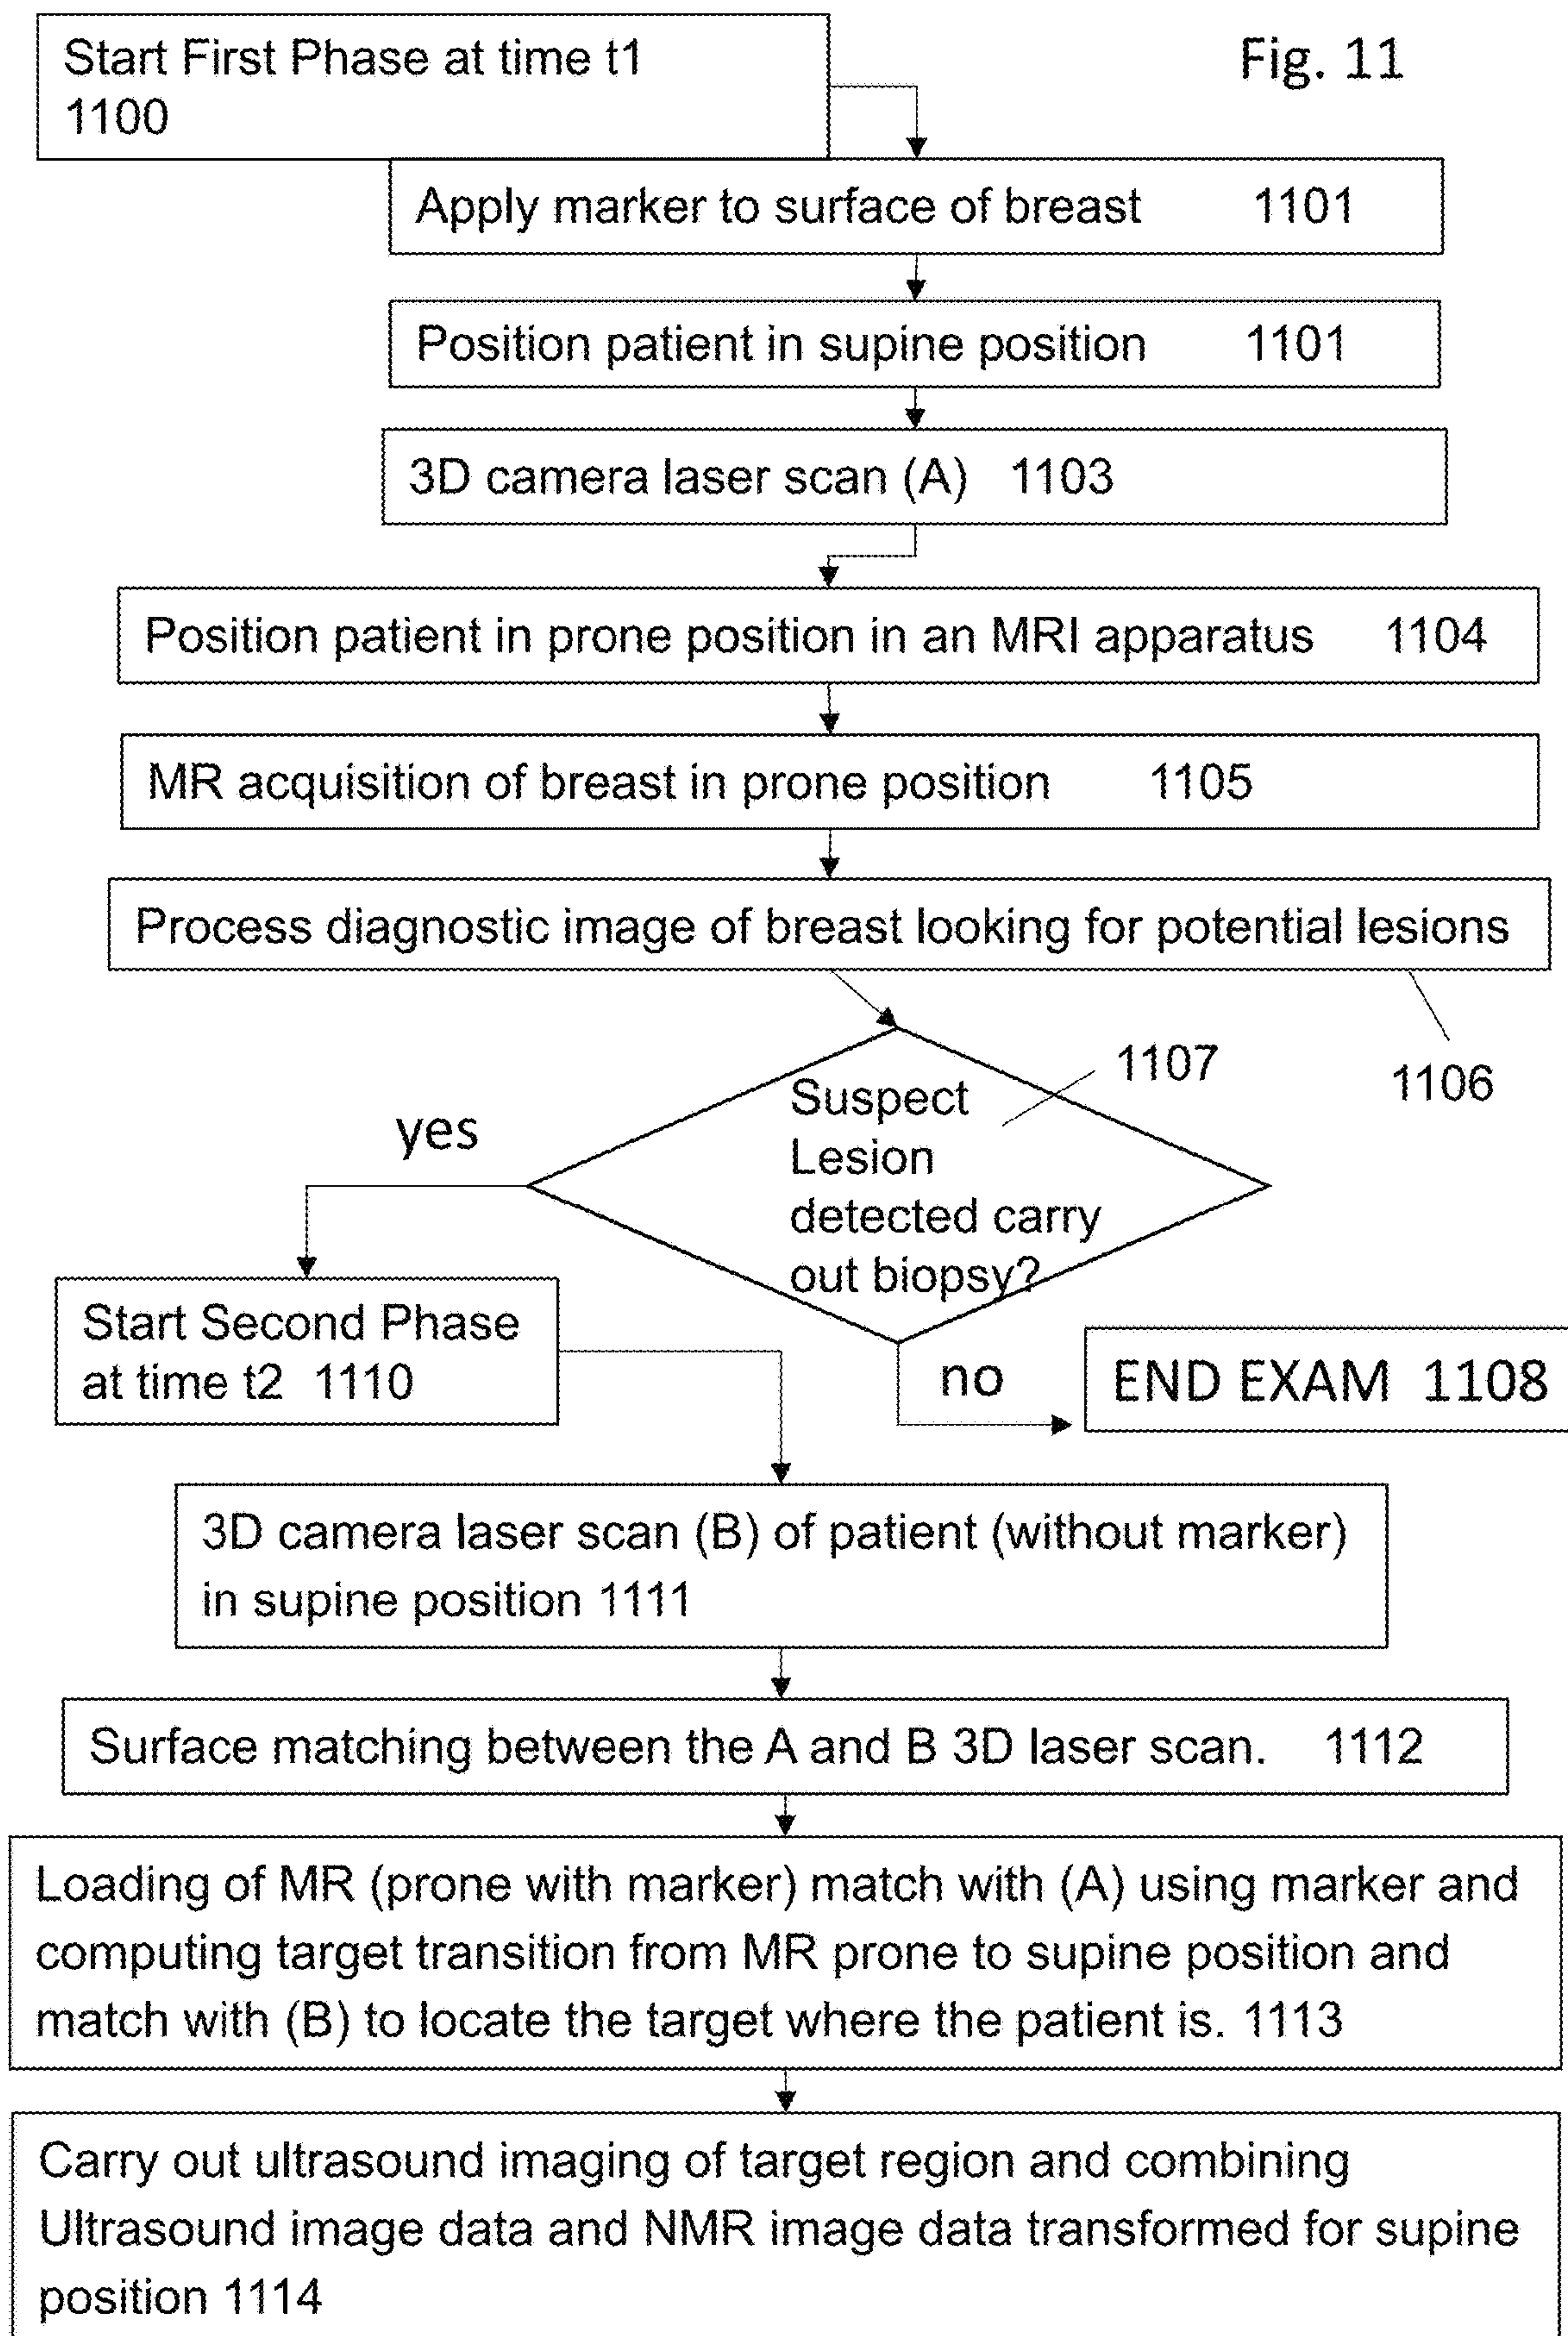 Start First Phase at time t1
1100
Fig. 11
Apply marker to surface of breast 1101
Position patient in supine position 1101
3D camera laser scan (A) 1103
Position patient in prone position in an MRI apparatus 1104
MR acquisition of breast in prone position 1105
Process diagnostic image of breast looking for potential lesions
1106
1107
Suspect
Lesion
detected carry
out biopsy?
yes
no
END EXAM 1108
Start Second Phase
at time t2 1110
3D camera laser scan (B) of patient (without marker)
in supine position 1111
Surface matching between the A and B 3D laser scan. 1112
Loading of MR (prone with marker) match with (A) using marker and
computing target transition from MR prone to supine position and
match with (B) to locate the target where the patient is. 1113
Carry out ultrasound imaging of target region and combining
Ultrasound image data and NMR image data transformed for supine
position 1114